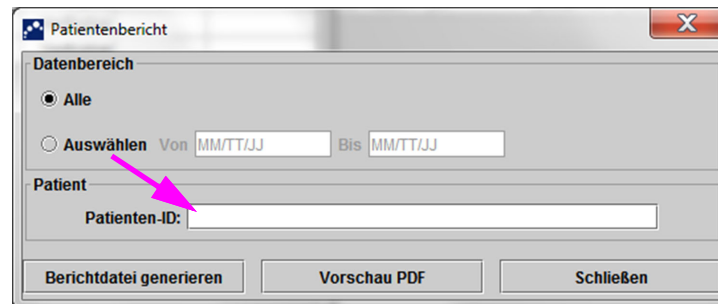 Patientenbericht
Datenbereich
Alle
Auswählen Von MM/TT/JJ Bis MM/TT/JJ
Patient
Patienten-ID:
Berichtdatei generieren Vorschau PDF Schließen